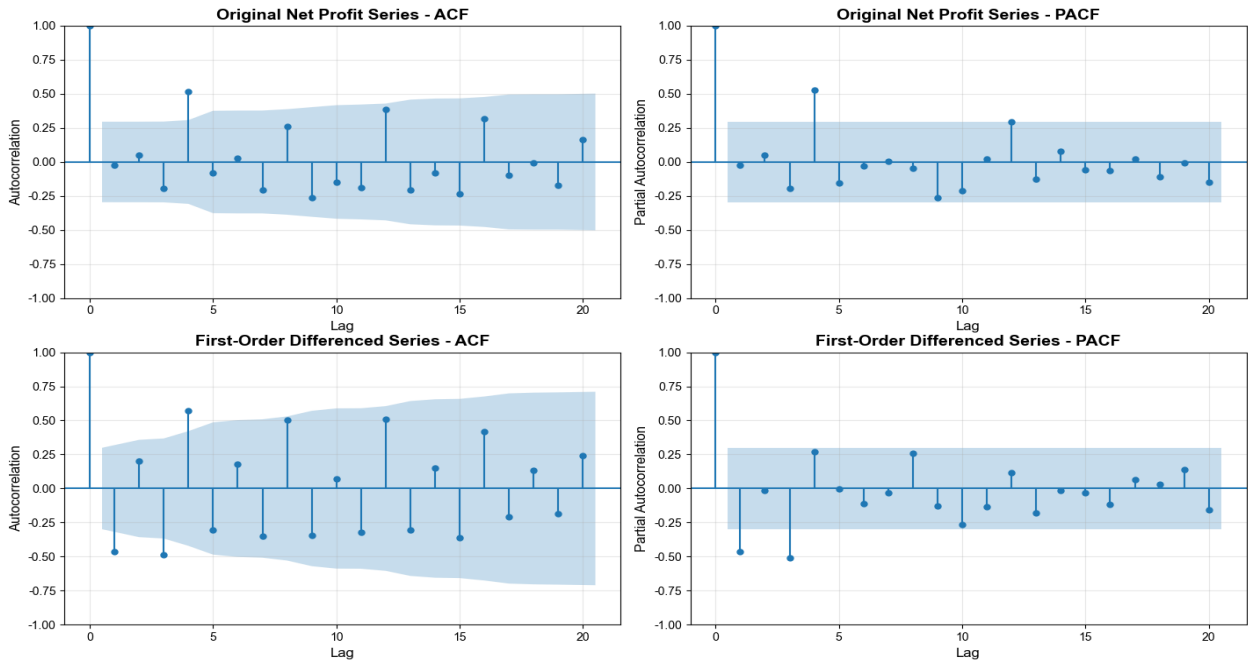 Original Net Profit Series - ACF
1.00
0.75
0.50
0.25
0.00
-0.25
-0.50
-0.75
-1.00
Autocorrelation
0 5 10 15 20
Lag
Original Net Profit Series - PACF
1.00
0.75
0.50
0.25
0.00
-0.25
-0.50
-0.75
-1.00
Partial Autocorrelation
0 5 10 15 20
Lag
First-Order Differenced Series - ACF
1.00
0.75
0.50
0.25
0.00
-0.25
-0.50
-0.75
-1.00
Autocorrelation
0 5 10 15 20
Lag
First-Order Differenced Series - PACF
1.00
0.75
0.50
0.25
0.00
-0.25
-0.50
-0.75
-1.00
Partial Autocorrelation
0 5 10 15 20
Lag